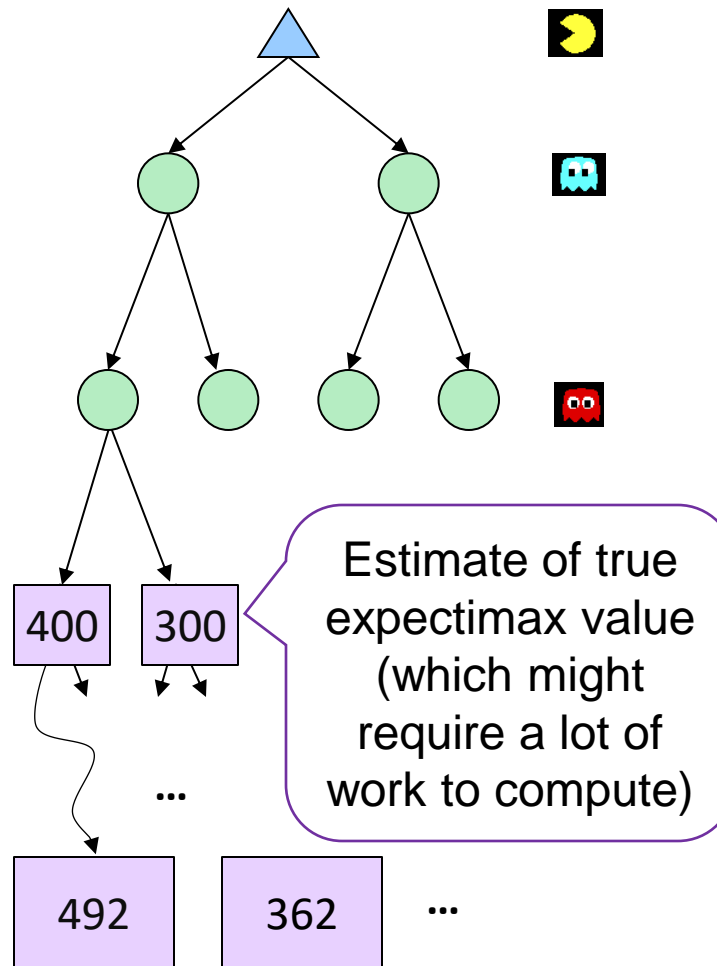 400
300
Estimate of true
expectimax value
(which might
require a lot of
work to compute)
...
492
362
...